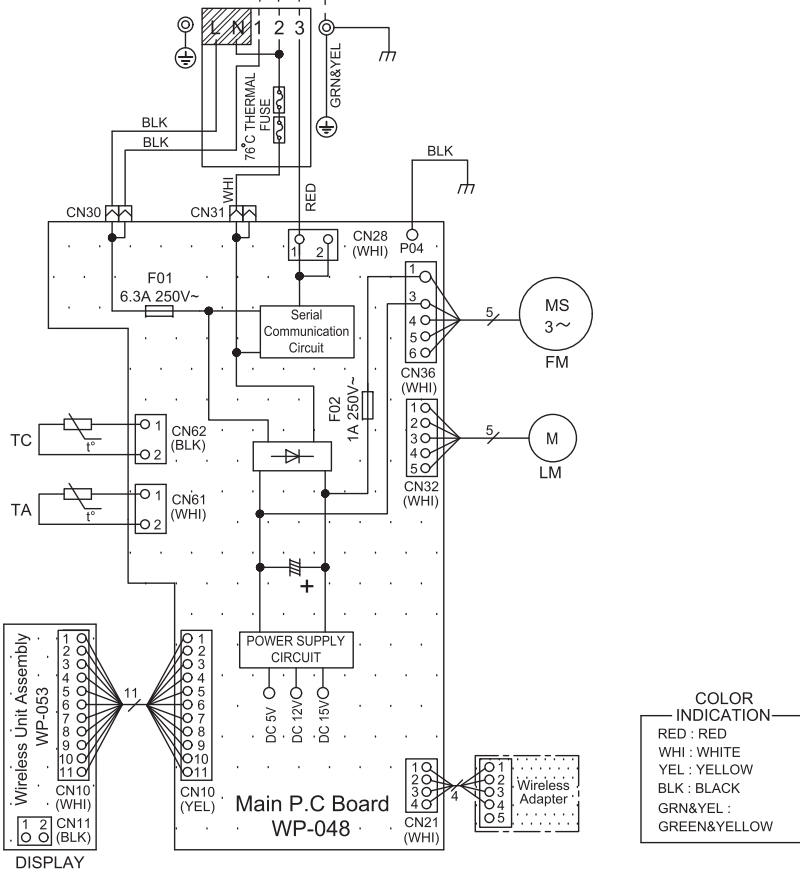 L N 1 2 3
GRN&YEL
76°C THERMAL
FUSE
BLK
BLK
WHI
RED
BLK
CN30
CN31
CN28
(WHI)
1 2
P04
F01
6.3A 250V~
Serial
Communication
Circuit
1
3
4
5
6
5
MS
3~
FM
CN36
(WHI)
F02
1A 250V~
1
2
3
4
5
5
M
LM
CN32
(WHI)
TC
t°
1
2
CN62
(BLK)
TA
t°
1
2
CN61
(WHI)
+
POWER SUPPLY
CIRCUIT
DC 5V
DC 12V
DC 15V
Wireless Unit Assembly
WP-053
1
2
3
4
5
6
7
8
9
10
11
CN10
(WHI)
11
1
2
3
4
5
6
7
8
9
10
11
CN10
(YEL)
1 2
CN11
(BLK)
DISPLAY
Main P.C Board
WP-048
1
2
3
4
CN21
(WHI)
4
1
2
3
4
5
Wireless
Adapter
COLOR
INDICATION
RED : RED
WHI : WHITE
YEL : YELLOW
BLK : BLACK
GRN&YEL :
GREEN&YELLOW